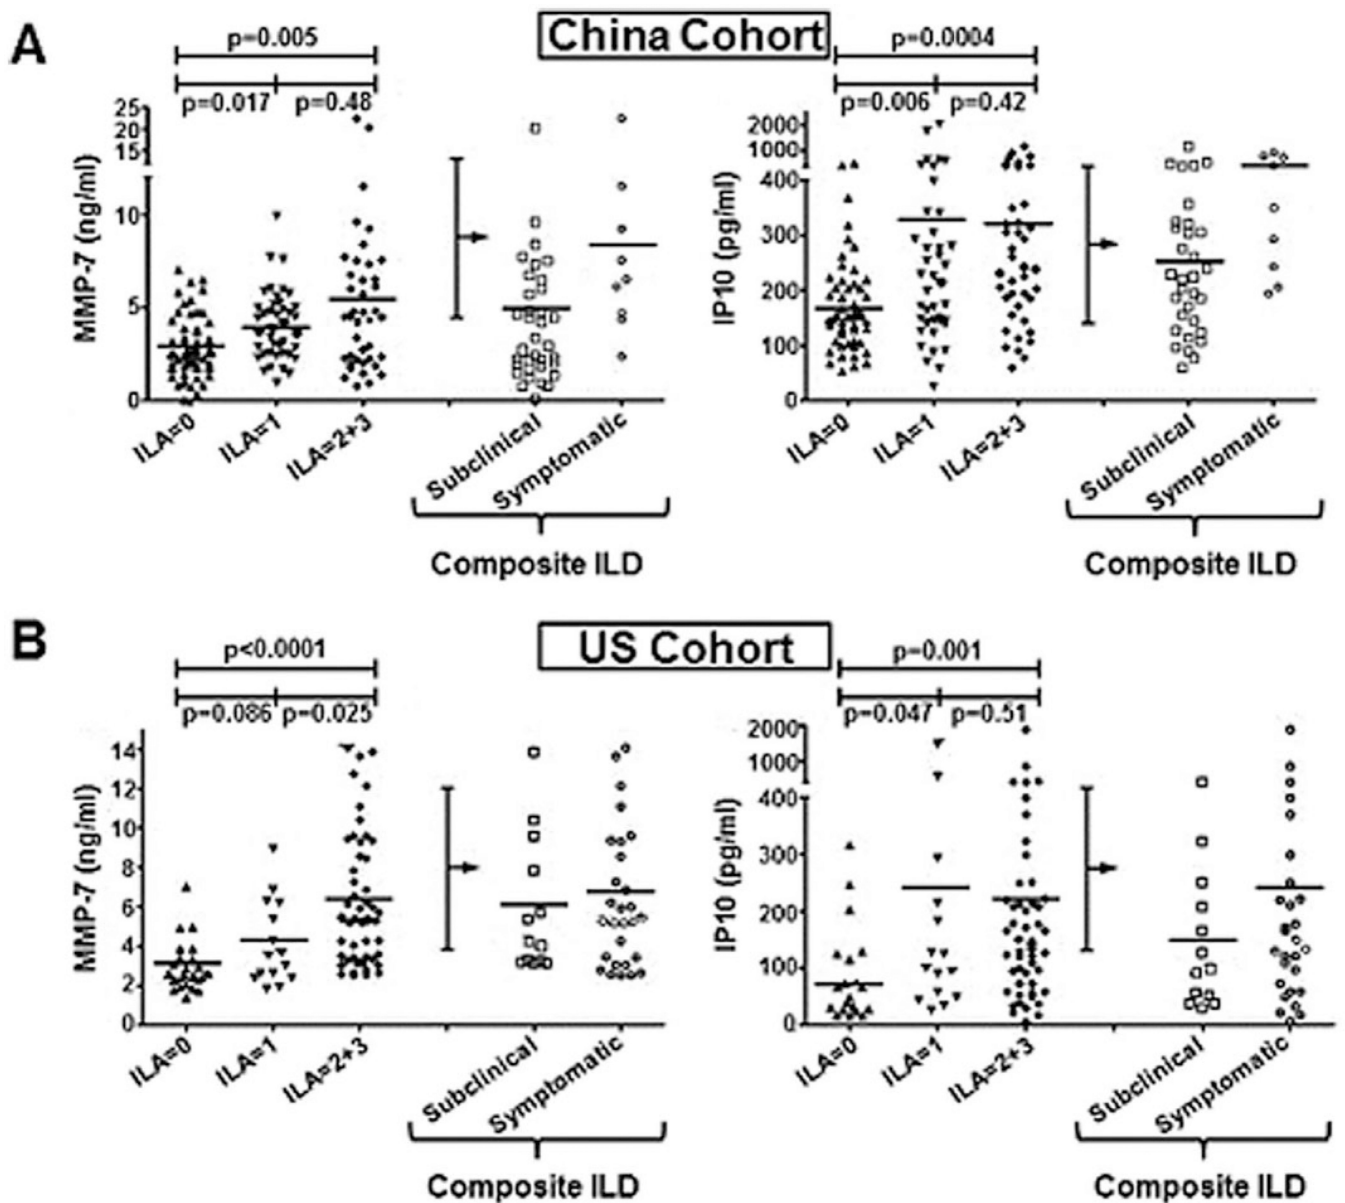 A
China Cohort
p=0.005
p=0.017
p=0.48
MMP-7 (ng/ml)
25
20
15
10
5
0
ILA=0
ILA=1
ILA=2+3
Subclinical
Symptomatic
Composite ILD
p=0.0004
p=0.006
p=0.42
IP10 (pg/ml)
2000
1000
400
300
200
100
0
ILA=0
ILA=1
ILA=2+3
Subclinical
Symptomatic
Composite ILD
B
US Cohort
p<0.0001
p=0.086
p=0.025
MMP-7 (ng/ml)
14
12
10
8
6
4
2
0
ILA=0
ILA=1
ILA=2+3
Subclinical
Symptomatic
Composite ILD
p=0.001
p=0.047
p=0.51
IP10 (pg/ml)
2000
1000
400
300
200
100
0
ILA=0
ILA=1
ILA=2+3
Subclinical
Symptomatic
Composite ILD